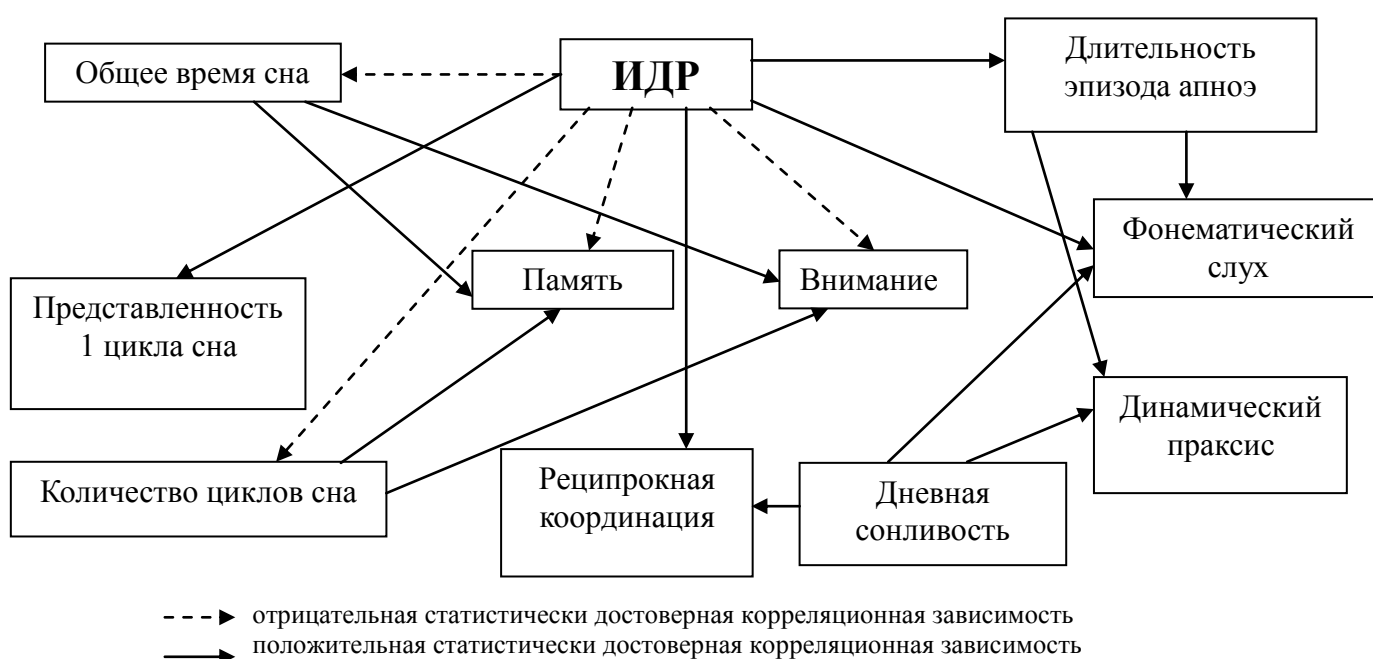 Общее время сна
ИДР
Длительность
эпизода апноэ
Фонематический
слух
Память
Внимание
Представленность
1 цикла сна
Динамический
праксис
Количество циклов сна
Реципрокная
координация
Дневная
сонливость
отрицательная статистически достоверная корреляционная зависимость
положительная статистически достоверная корреляционная зависимость